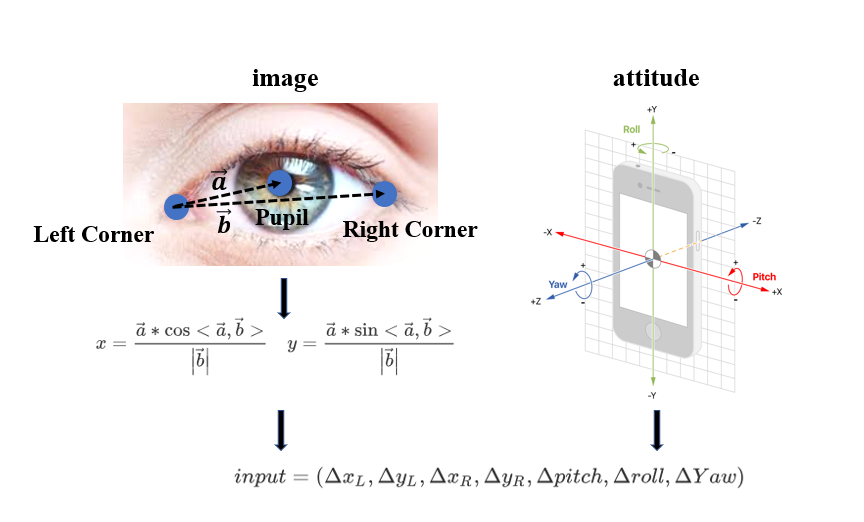 image
attitude
+Y
Roll
+ -
$\vec{a}$
$\vec{b}$
Pupil
Left Corner
Right Corner
-X
-Z
+
Yaw
-
+Z
+
Pitch
-
+X
-Y
$x = \frac{\vec{a} * \cos <\vec{a}, \vec{b}>}{|\vec{b}|}$ $y = \frac{\vec{a} * \sin <\vec{a}, \vec{b}>}{|\vec{b}|}$
$input = (\Delta x_L, \Delta y_L, \Delta x_R, \Delta y_R, \Delta pitch, \Delta roll, \Delta Yaw)$